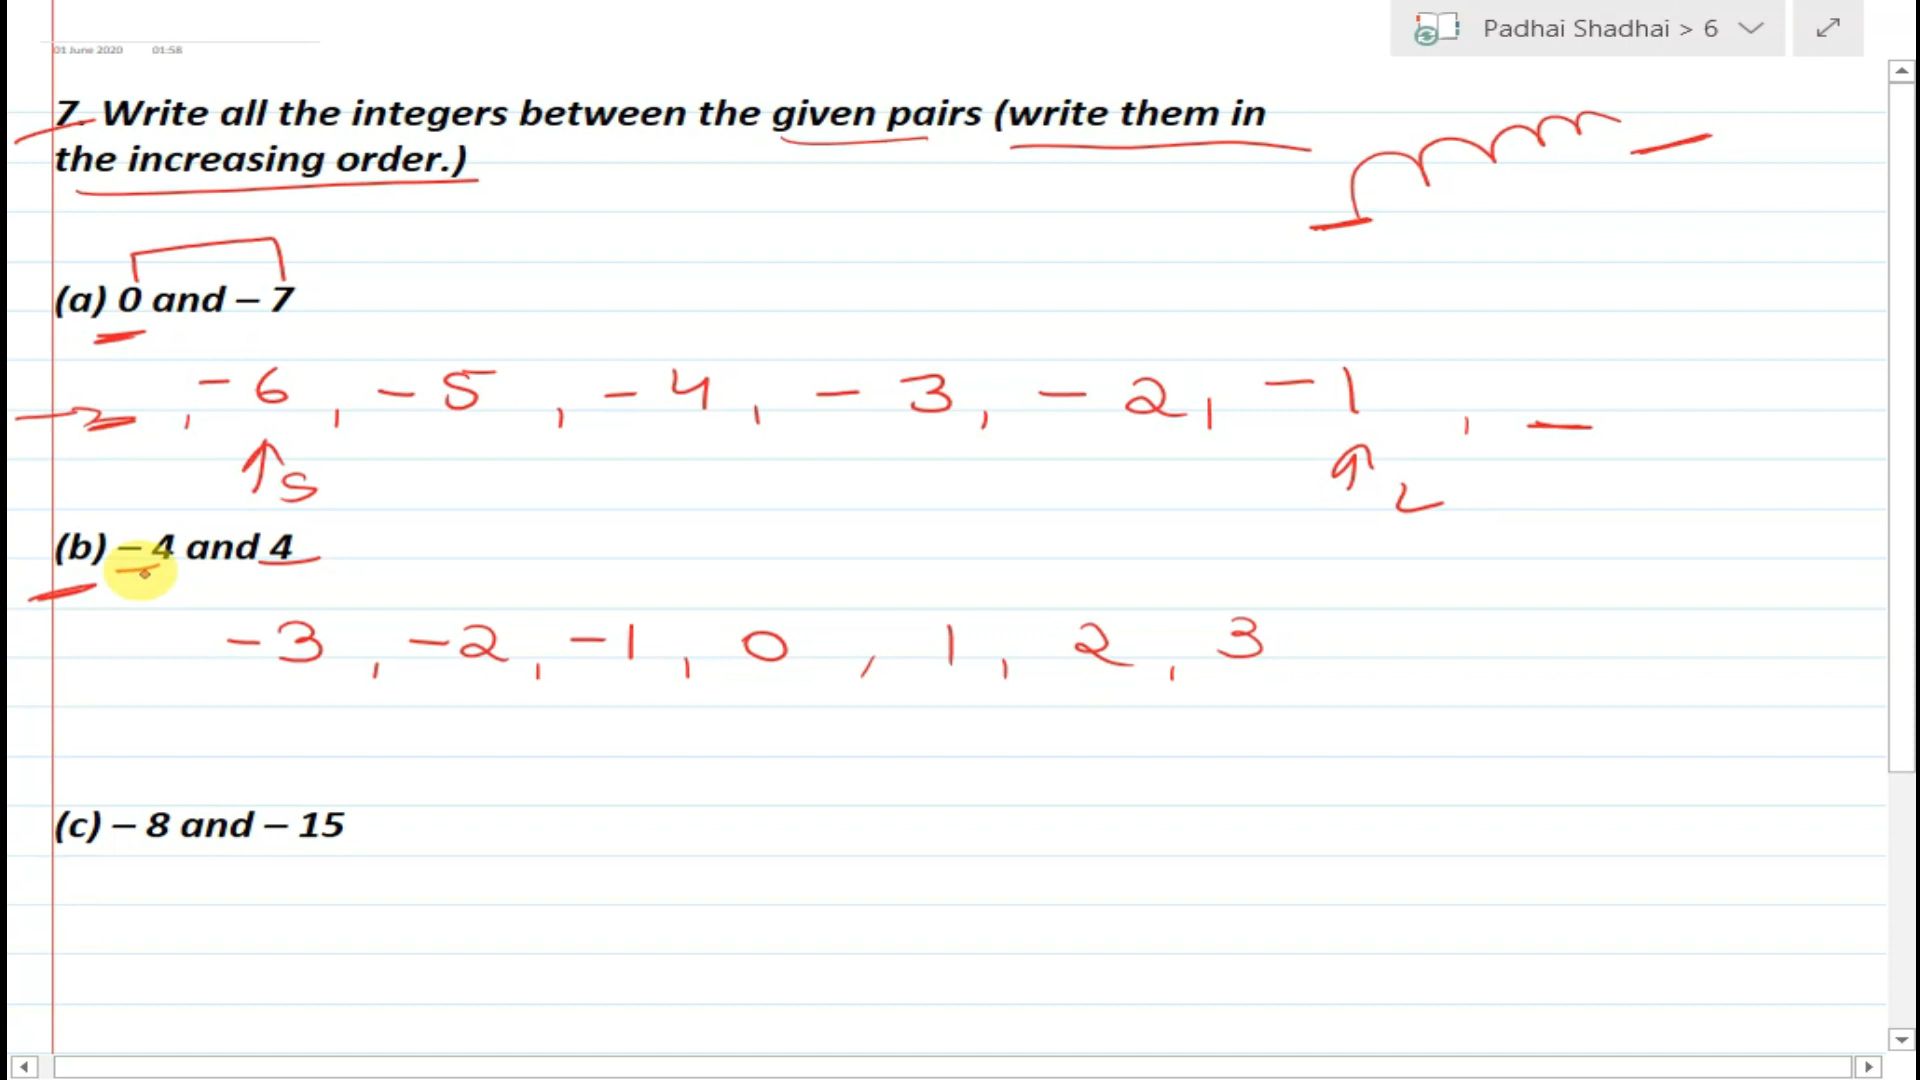 Padhai Shadhai > 6
01 June 2020 01:58
7. Write all the integers between the given pairs (write them in
the increasing order.)
(a) 0 and – 7
, -6, -5, -4, -3, -2, -1, 
S L
(b) – 4 and 4
-3, -2, -1, 0, 1, 2, 3
(c) – 8 and – 15